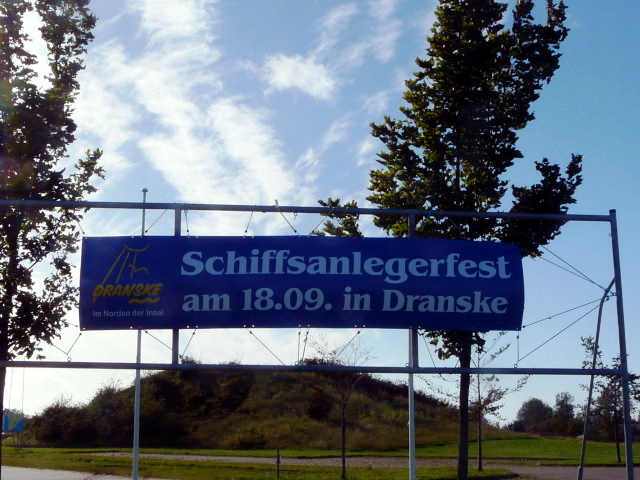 DRANSKE
Im Norden der Insel
Schiffsanlegerfest
am 18.09. in Dranske